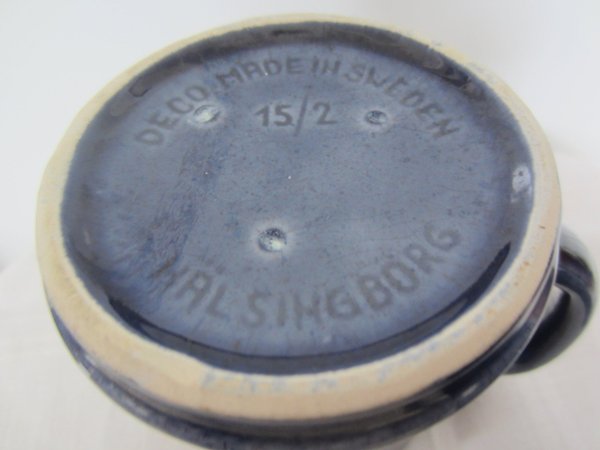 DECO. MADE IN SWEDEN
15/2
HÄLSINGBORG